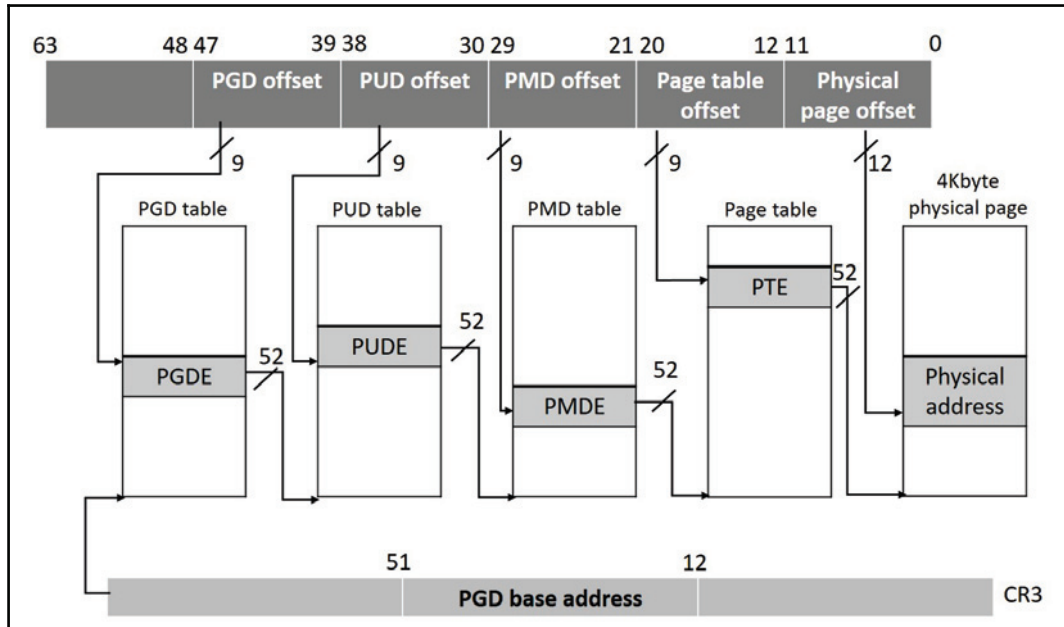 63 48 47 39 38 30 29 21 20 12 11 0
PGD offset PUD offset PMD offset Page table offset Physical page offset
9 9 9 9 12
PGD table PUD table PMD table Page table 4Kbyte physical page
PTE 52
PUDE 52
PGDE 52
PMDE 52
Physical address
51 12
PGD base address CR3